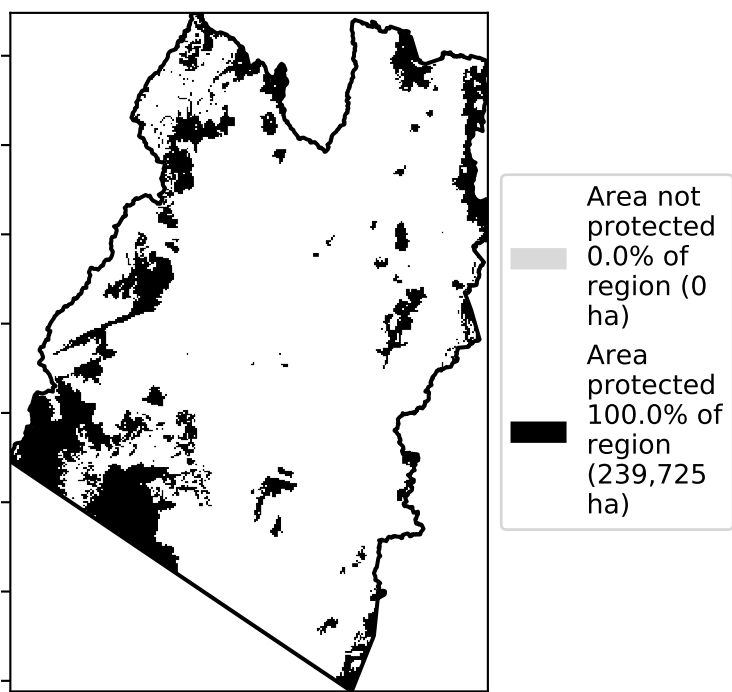 Area not
protected
0.0% of
region (0
ha)
Area
protected
100.0% of
region
(239,725
ha)